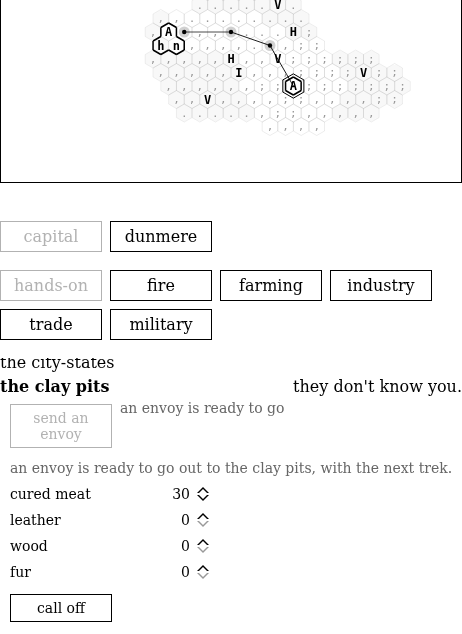 V
A
H
h n
H
V
I
V
A
V
capital
dunmere
hands-on
fire
farming
industry
trade
military
the city-states
the clay pits
they don't know you.
send an
envoy
an envoy is ready to go
an envoy is ready to go out to the clay pits, with the next trek.
cured meat 30
leather 0
wood 0
fur 0
call off